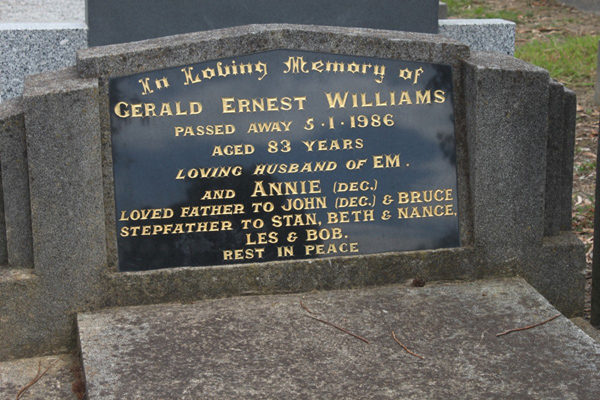 In Loving Memory of
GERALD ERNEST WILLIAMS
PASSED AWAY 5·1·1986
AGED 83 YEARS
LOVING HUSBAND OF EM.
AND ANNIE (DEC.)
LOVED FATHER TO JOHN (DEC.) & BRUCE
STEPFATHER TO STAN, BETH & NANCE,
LES & BOB.
REST IN PEACE